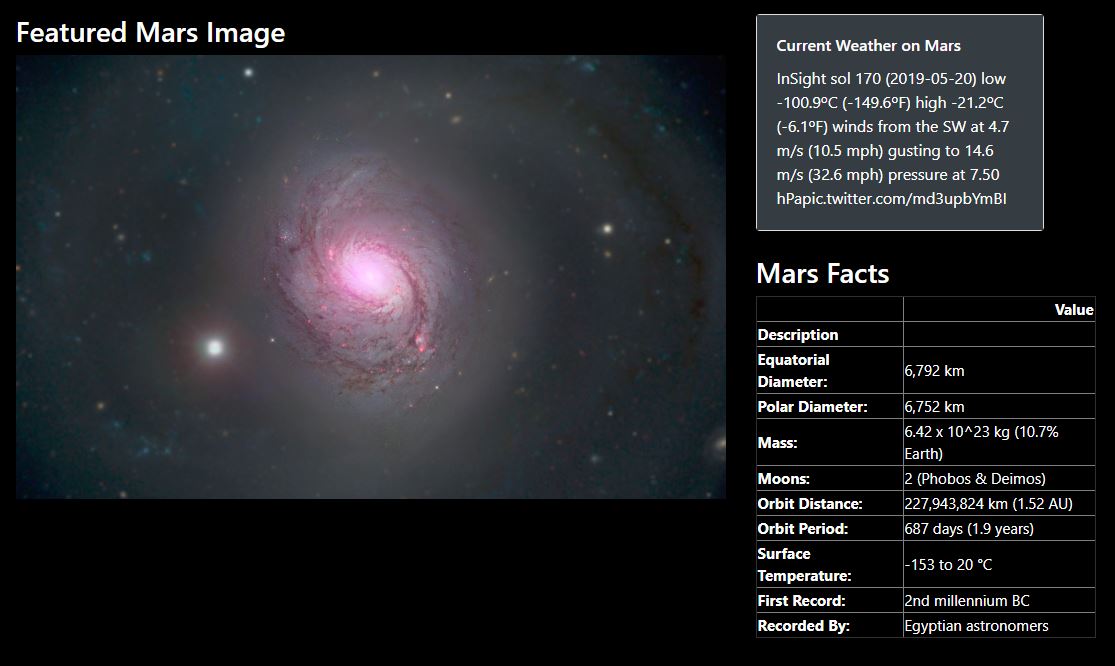 Featured Mars Image
Current Weather on Mars
InSight sol 170 (2019-05-20) low
-100.9ºC (-149.6ºF) high -21.2ºC
(-6.1ºF) winds from the SW at 4.7
m/s (10.5 mph) gusting to 14.6
m/s (32.6 mph) pressure at 7.50
hPapic.twitter.com/md3upbYmBI
Mars Facts
Value
Description
Equatorial
Diameter:
6,792 km
Polar Diameter:
6,752 km
Mass:
6.42 x 10^23 kg (10.7%
Earth)
Moons:
2 (Phobos & Deimos)
Orbit Distance:
227,943,824 km (1.52 AU)
Orbit Period:
687 days (1.9 years)
Surface
Temperature:
-153 to 20 °C
First Record:
2nd millennium BC
Recorded By:
Egyptian astronomers